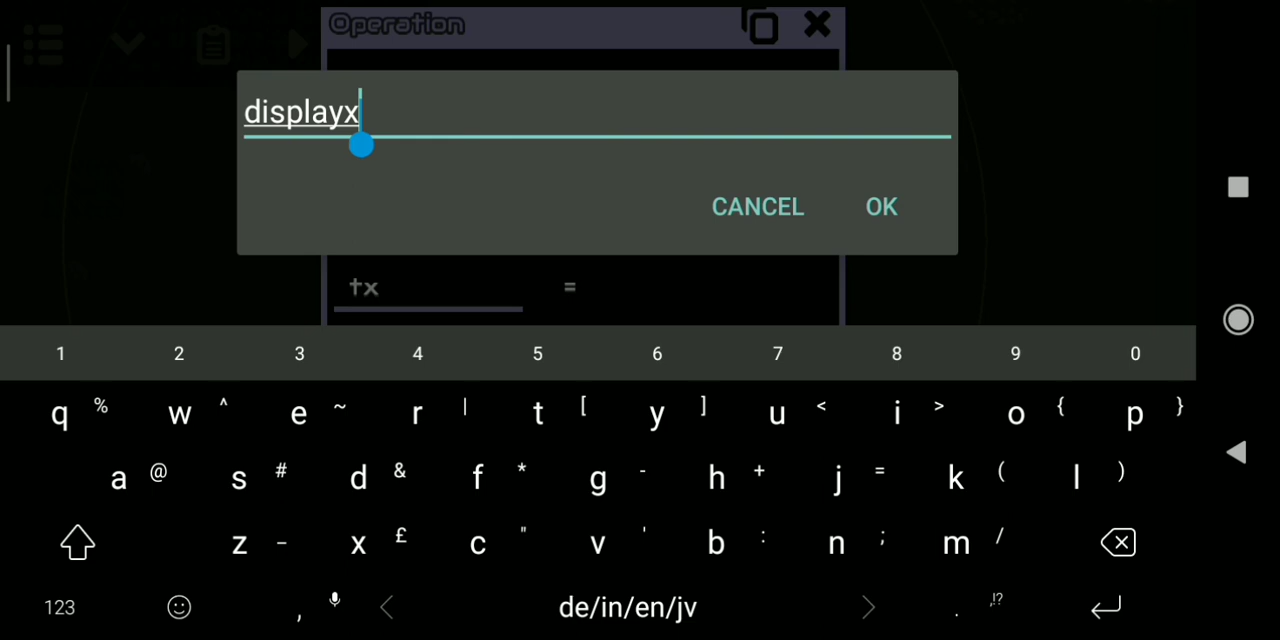 Operation
displayx
CANCEL OK
†x =
1 2 3 4 5 6 7 8 9 0
q % w ^ e ~ r | t [ y ] u < i > o { p }
a @ s # d & f * g - h + j = k ( l )
z _ x £ c " v ' b : n ; m /
123 , < de/in/en/jv > . ,!?